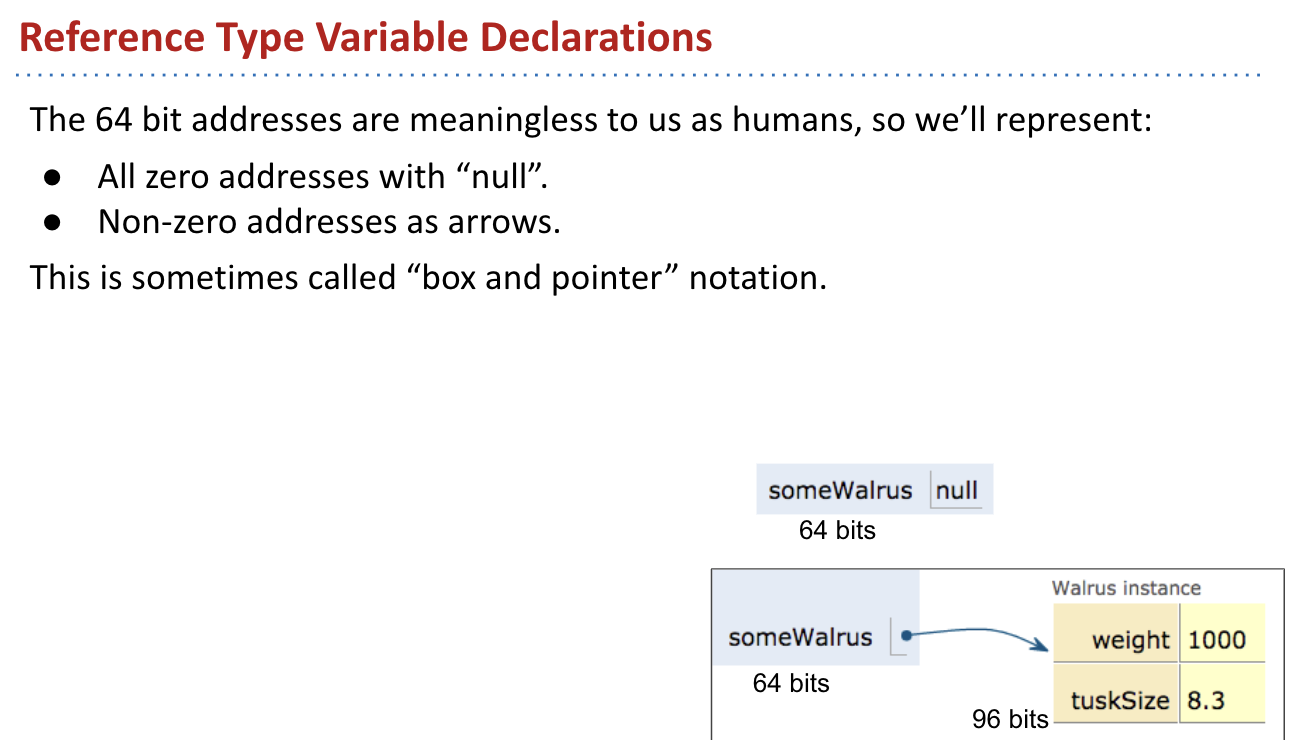 Reference Type Variable Declarations
The 64 bit addresses are meaningless to us as humans, so we’ll represent:
● All zero addresses with “null”.
● Non-zero addresses as arrows.
This is sometimes called “box and pointer” notation.
someWalrus null
64 bits
Walrus instance
someWalrus
weight 1000
64 bits
tuskSize 8.3
96 bits